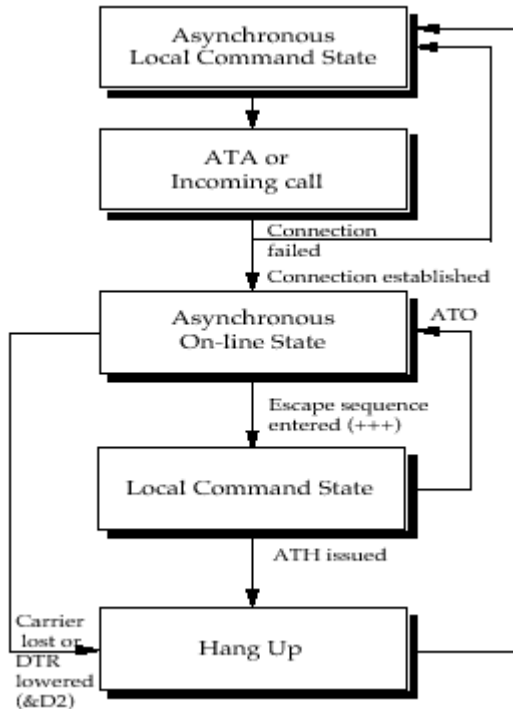 Asynchronous
Local Command State
ATA or
Incoming call
Connection
failed
Connection established
Asynchronous
On-line State
ATO
Escape sequence
entered (+++)
Local Command State
ATH issued
Carrier
lost or
DTR
lowered
(&D2)
Hang Up